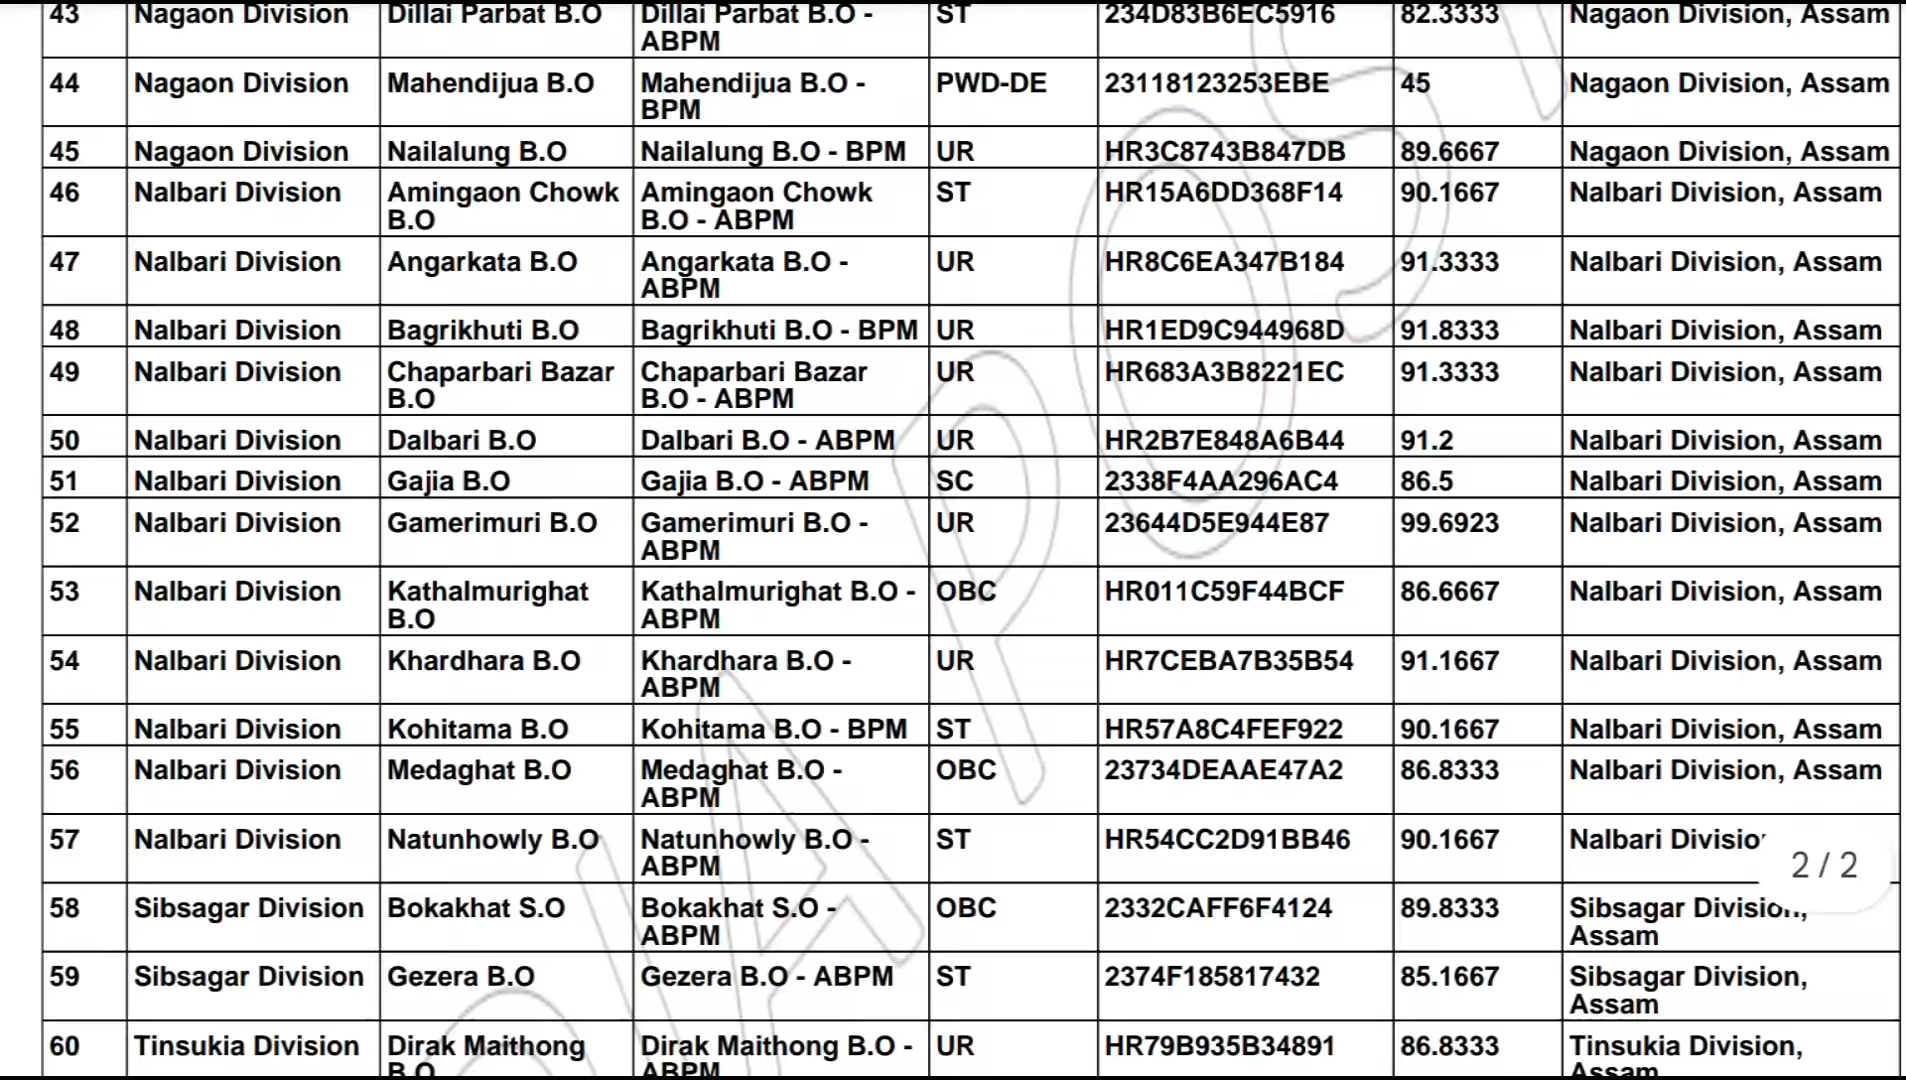 43 Nagaon Division Dillai Parbat B.O Dillai Parbat B.O - ST 234D83B6EC5916 82.3333 Nagaon Division, Assam
ABPM
44 Nagaon Division Mahendijua B.O Mahendijua B.O - PWD-DE 23118123253EBE 45 Nagaon Division, Assam
BPM
45 Nagaon Division Nailalung B.O Nailalung B.O - BPM UR HR3C8743B847DB 89.6667 Nagaon Division, Assam
46 Nalbari Division Amingaon Chowk Amingaon Chowk ST HR15A6DD368F14 90.1667 Nalbari Division, Assam
B.O B.O - ABPM
47 Nalbari Division Angarkata B.O Angarkata B.O - UR HR8C6EA347B184 91.3333 Nalbari Division, Assam
ABPM
48 Nalbari Division Bagrikhuti B.O Bagrikhuti B.O - BPM UR HR1ED9C944968D 91.8333 Nalbari Division, Assam
49 Nalbari Division Chaparbari Bazar Chaparbari Bazar UR HR683A3B8221EC 91.3333 Nalbari Division, Assam
B.O B.O - ABPM
50 Nalbari Division Dalbari B.O Dalbari B.O - ABPM UR HR2B7E848A6B44 91.2 Nalbari Division, Assam
51 Nalbari Division Gajia B.O Gajia B.O - ABPM SC 2338F4AA296AC4 86.5 Nalbari Division, Assam
52 Nalbari Division Gamerimuri B.O Gamerimuri B.O - UR 23644D5E944E87 99.6923 Nalbari Division, Assam
ABPM
53 Nalbari Division Kathalmurighat Kathalmurighat B.O - OBC HR011C59F44BCF 86.6667 Nalbari Division, Assam
B.O ABPM
54 Nalbari Division Khardhara B.O Khardhara B.O - UR HR7CEBA7B35B54 91.1667 Nalbari Division, Assam
ABPM
55 Nalbari Division Kohitama B.O Kohitama B.O - BPM ST HR57A8C4FEF922 90.1667 Nalbari Division, Assam
56 Nalbari Division Medaghat B.O Medaghat B.O - OBC 23734DEAAE47A2 86.8333 Nalbari Division, Assam
ABPM
57 Nalbari Division Natunhowly B.O Natunhowly B.O - ST HR54CC2D91BB46 90.1667 Nalbari Divisio
ABPM 2 / 2
58 Sibsagar Division Bokakhat S.O Bokakhat S.O - OBC 2332CAFF6F4124 89.8333 Sibsagar Division,
ABPM Assam
59 Sibsagar Division Gezera B.O Gezera B.O - ABPM ST 2374F185817432 85.1667 Sibsagar Division,
Assam
60 Tinsukia Division Dirak Maithong Dirak Maithong B.O - UR HR79B935B34891 86.8333 Tinsukia Division,
B.O ABPM Assam